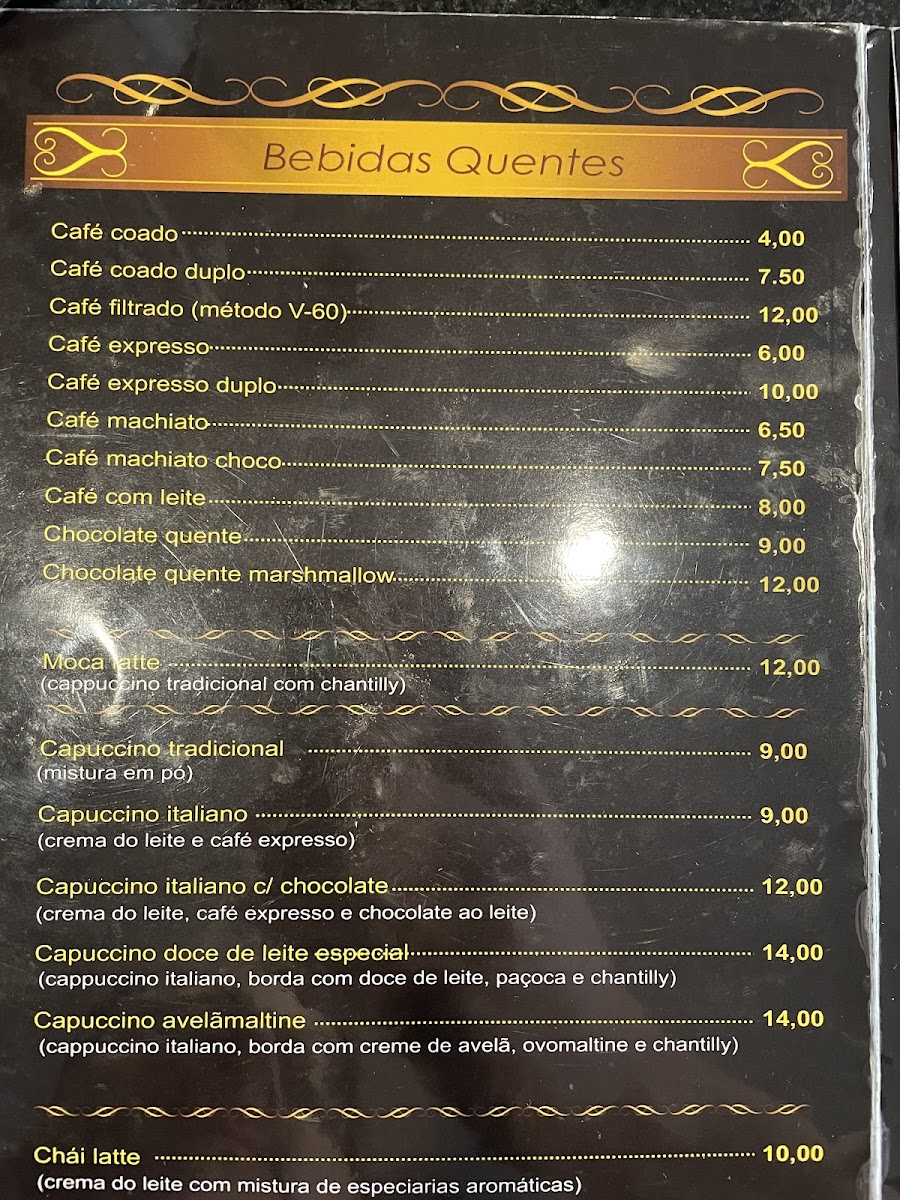 Bebidas Quentes
Café coado 4,00
Café coado duplo 7.50
Café filtrado (método V-60) 12,00
Café expresso 6,00
Café expresso duplo 10,00
Café machiato 6,50
Café machiato choco 7,50
Café com leite 8,00
Chocolate quente 9,00
Chocolate quente marshmallow 12,00
Moca latte 12,00
(cappuccino tradicional com chantilly)
Capuccino tradicional 9,00
(mistura em pó)
Capuccino italiano 9,00
(crema do leite e café expresso)
Capuccino italiano c/ chocolate 12,00
(crema do leite, café expresso e chocolate ao leite)
Capuccino doce de leite especial 14,00
(cappuccino italiano, borda com doce de leite, paçoca e chantilly)
Capuccino avelãmaltine 14,00
(cappuccino italiano, borda com creme de avelã, ovomaltine e chantilly)
Chái latte 10,00
(crema do leite com mistura de especiarias aromáticas)